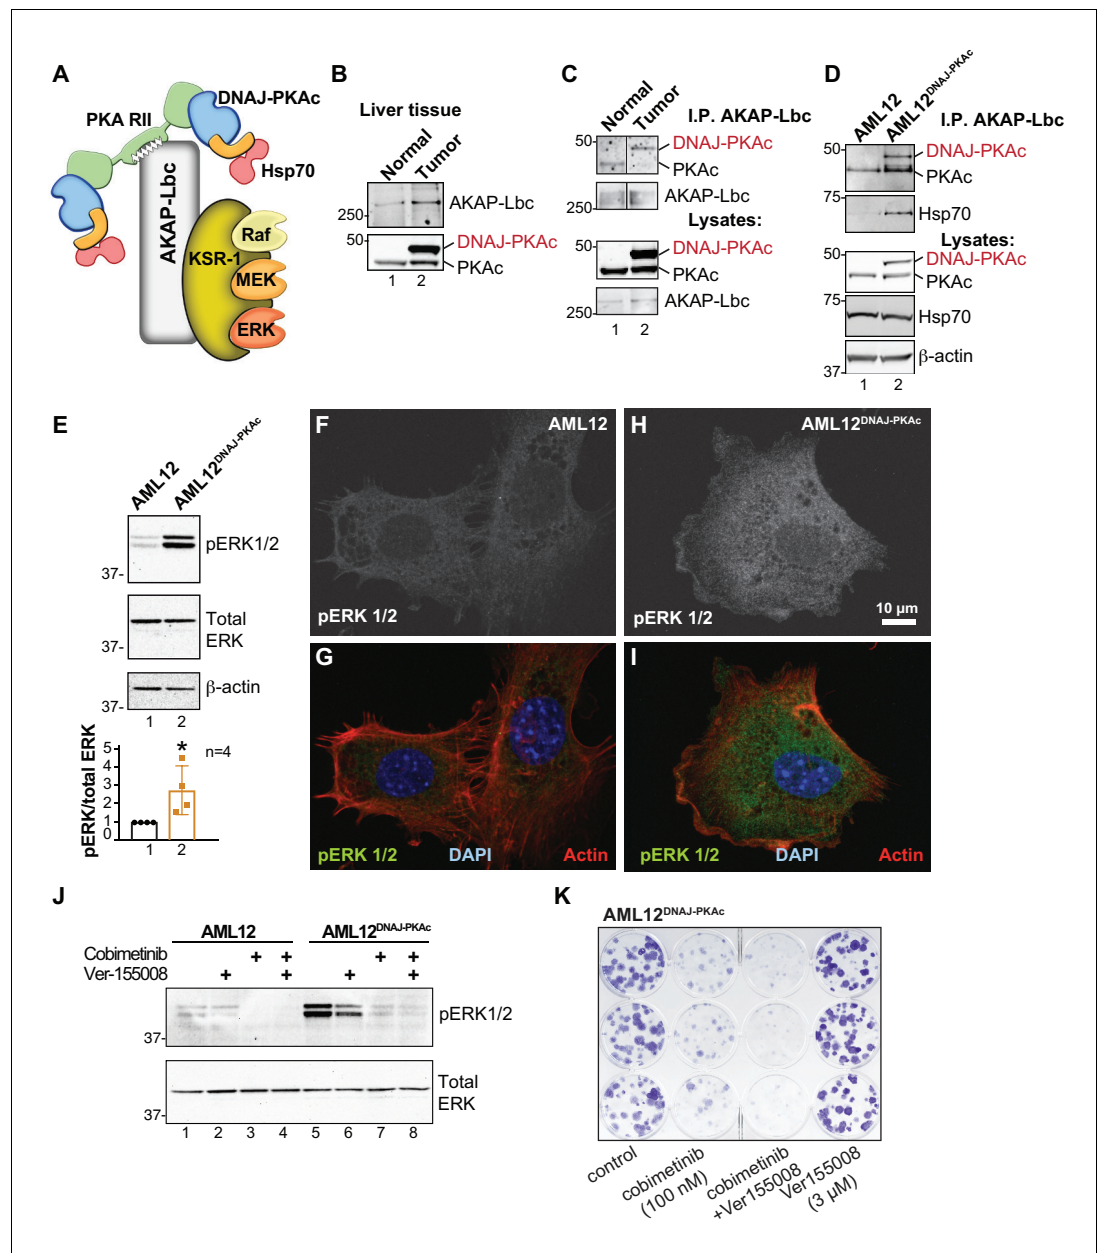 A
PKA RII
DNAJ-PKAc
Hsp70
AKAP-Lbc
KSR-1
Raf
MEK
ERK
B
Liver tissue
Normal
Tumor
250-
AKAP-Lbc
50-
DNAJ-PKAc
PKAc
1 2
C
Normal
Tumor
I.P. AKAP-Lbc
50-
DNAJ-PKAc
PKAc
AKAP-Lbc
250-
Lysates:
50-
DNAJ-PKAc
PKAc
AKAP-Lbc
250-
1 2
D
AML12
AML12DNAJ-PKAc
I.P. AKAP-Lbc
50-
DNAJ-PKAc
PKAc
75-
Hsp70
Lysates:
50-
DNAJ-PKAc
PKAc
75-
Hsp70
β-actin
37-
1 2
E
AML12
AML12DNAJ-PKAc
pERK1/2
37-
Total
ERK
37-
β-actin
37-
1 2
pERK/total ERK
5
4
3
2
1
0
*
n=4
1 2
F
AML12
pERK 1/2
H
AML12DNAJ-PKAc
pERK 1/2
10 µm
G
pERK 1/2 DAPI Actin
I
pERK 1/2 DAPI Actin
J
AML12 AML12DNAJ-PKAc
Cobimetinib + + + +
Ver-155008 + + + +
pERK1/2
37-
Total
ERK
37-
1 2 3 4 5 6 7 8
K
AML12DNAJ-PKAc
control
cobimetinib
(100 nM)
cobimetinib
+Ver155008
Ver155008
(3 µM)